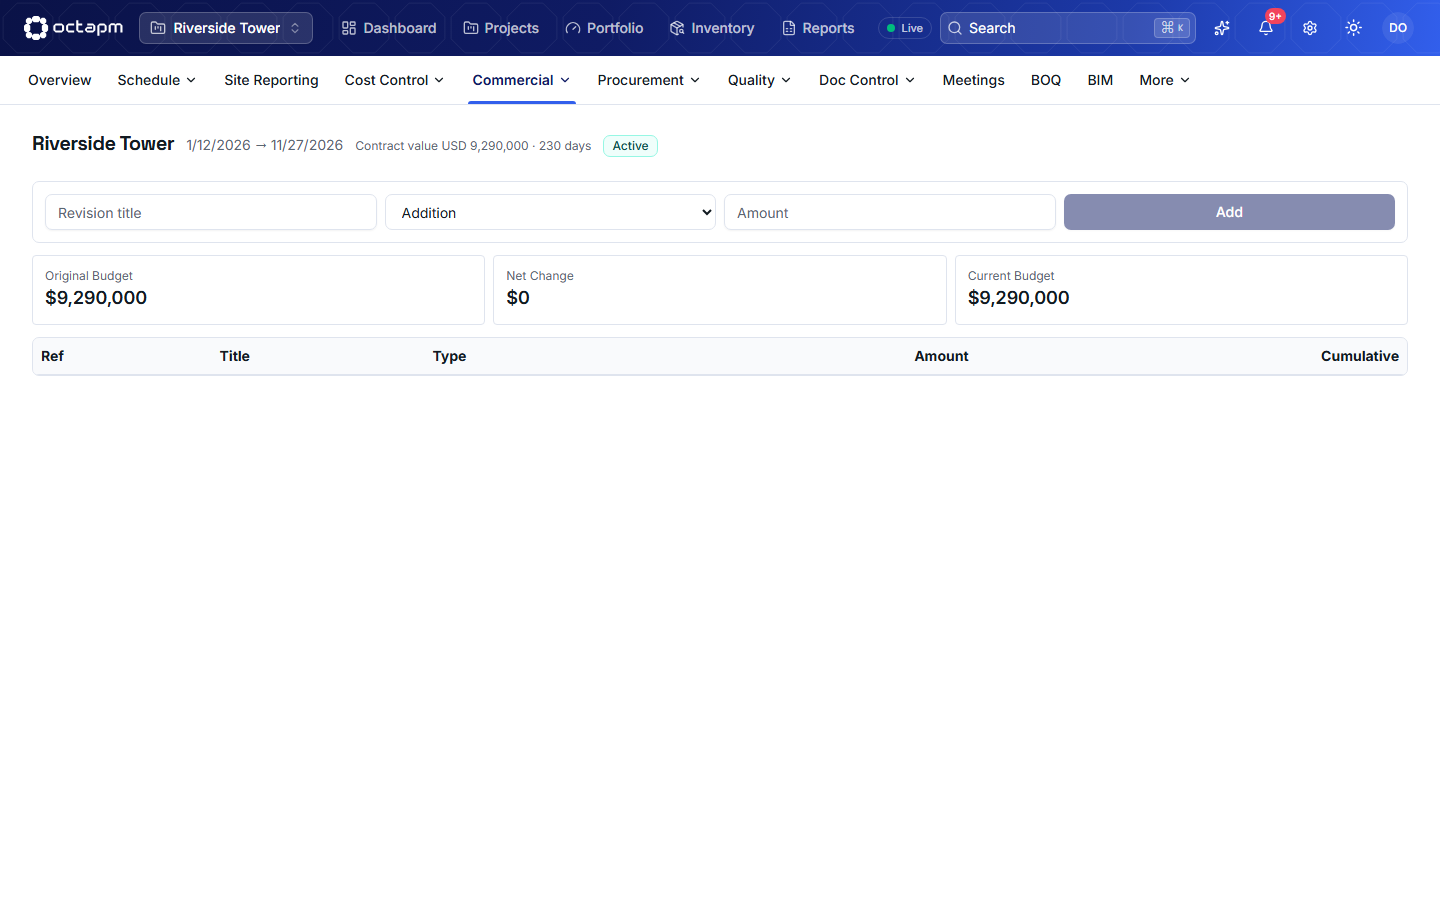 octapm Riverside Tower Dashboard Projects Portfolio Inventory Reports Live Search ⌘ K 9+ DO
Overview Schedule Site Reporting Cost Control Commercial Procurement Quality Doc Control Meetings BOQ BIM More
Riverside Tower 1/12/2026 → 11/27/2026 Contract value USD 9,290,000 · 230 days Active
Revision title Addition Amount Add
Original Budget Net Change Current Budget
$9,290,000 $0 $9,290,000
Ref Title Type Amount Cumulative